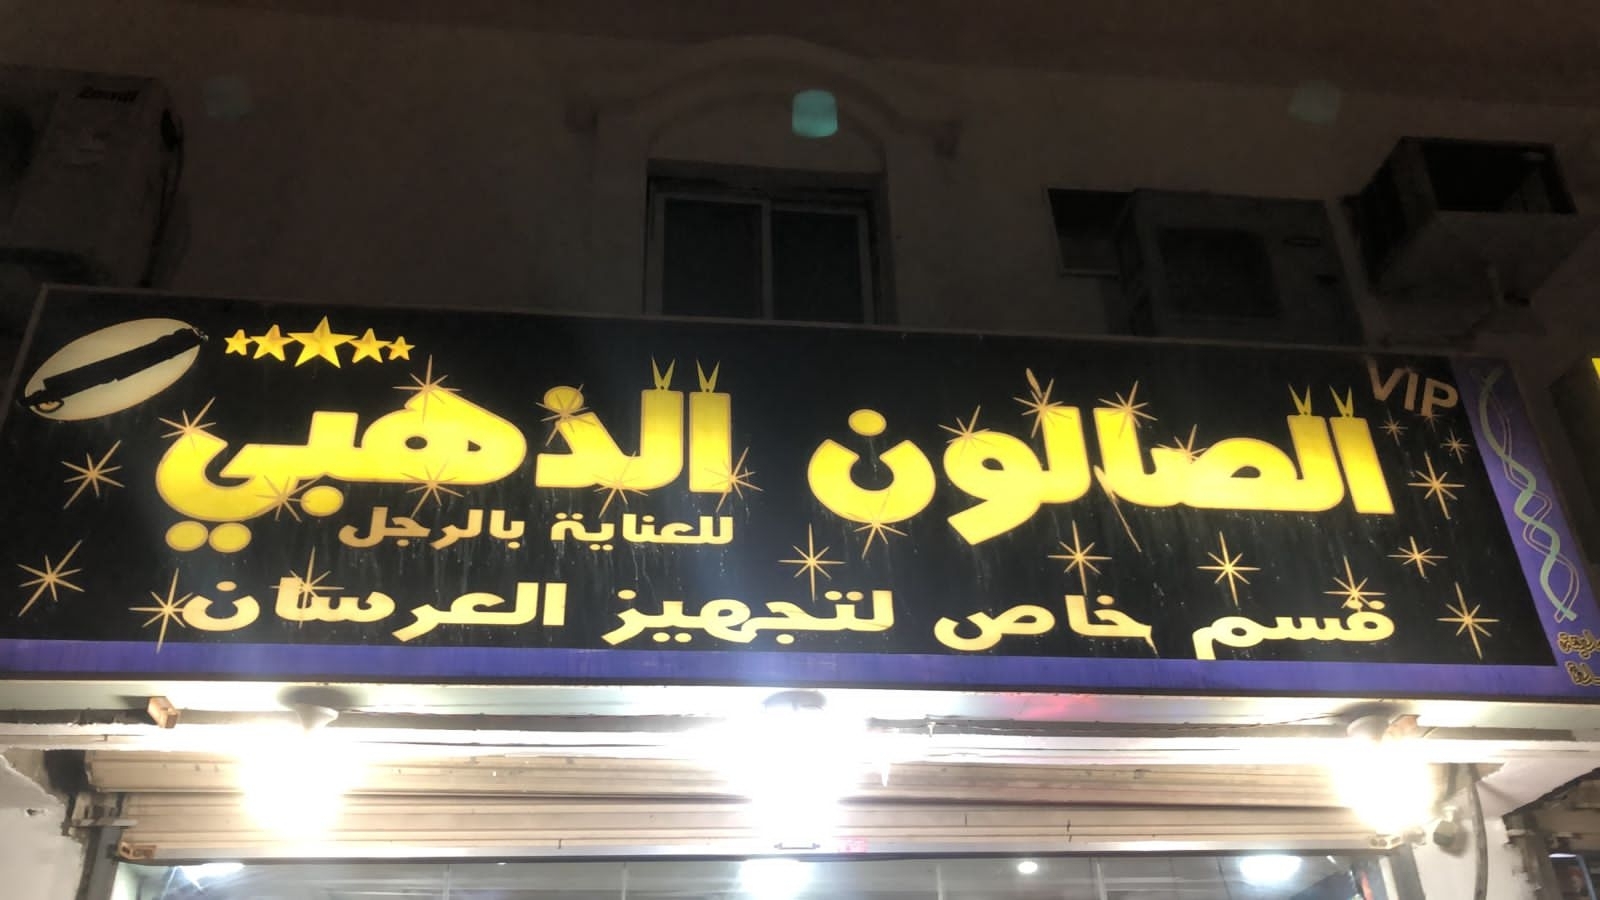 VIP
الصالون الذهبي
للعناية بالرجل
قسم خاص لتجهيز العرسان